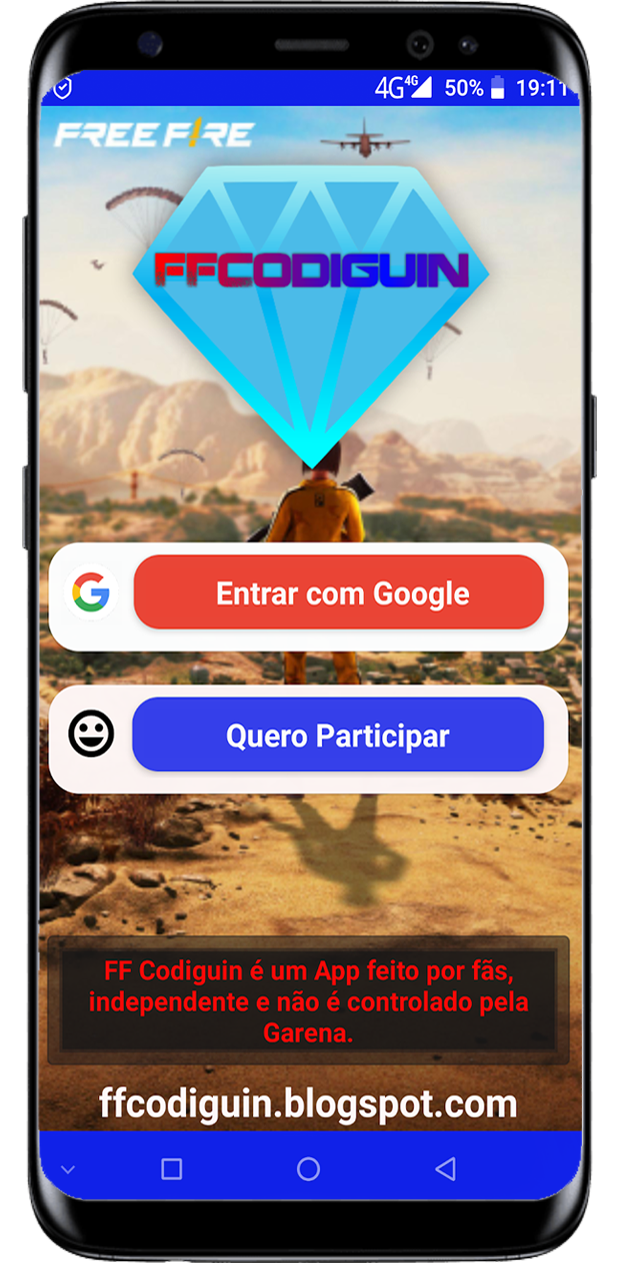 4G 4G 50% 19:11
FREE FIRE
FFCODIGUIN
Entrar com Google
Quero Participar
FF Codiguin é um App feito por fãs,
independente e não é controlado pela
Garena.
ffcodiguin.blogspot.com